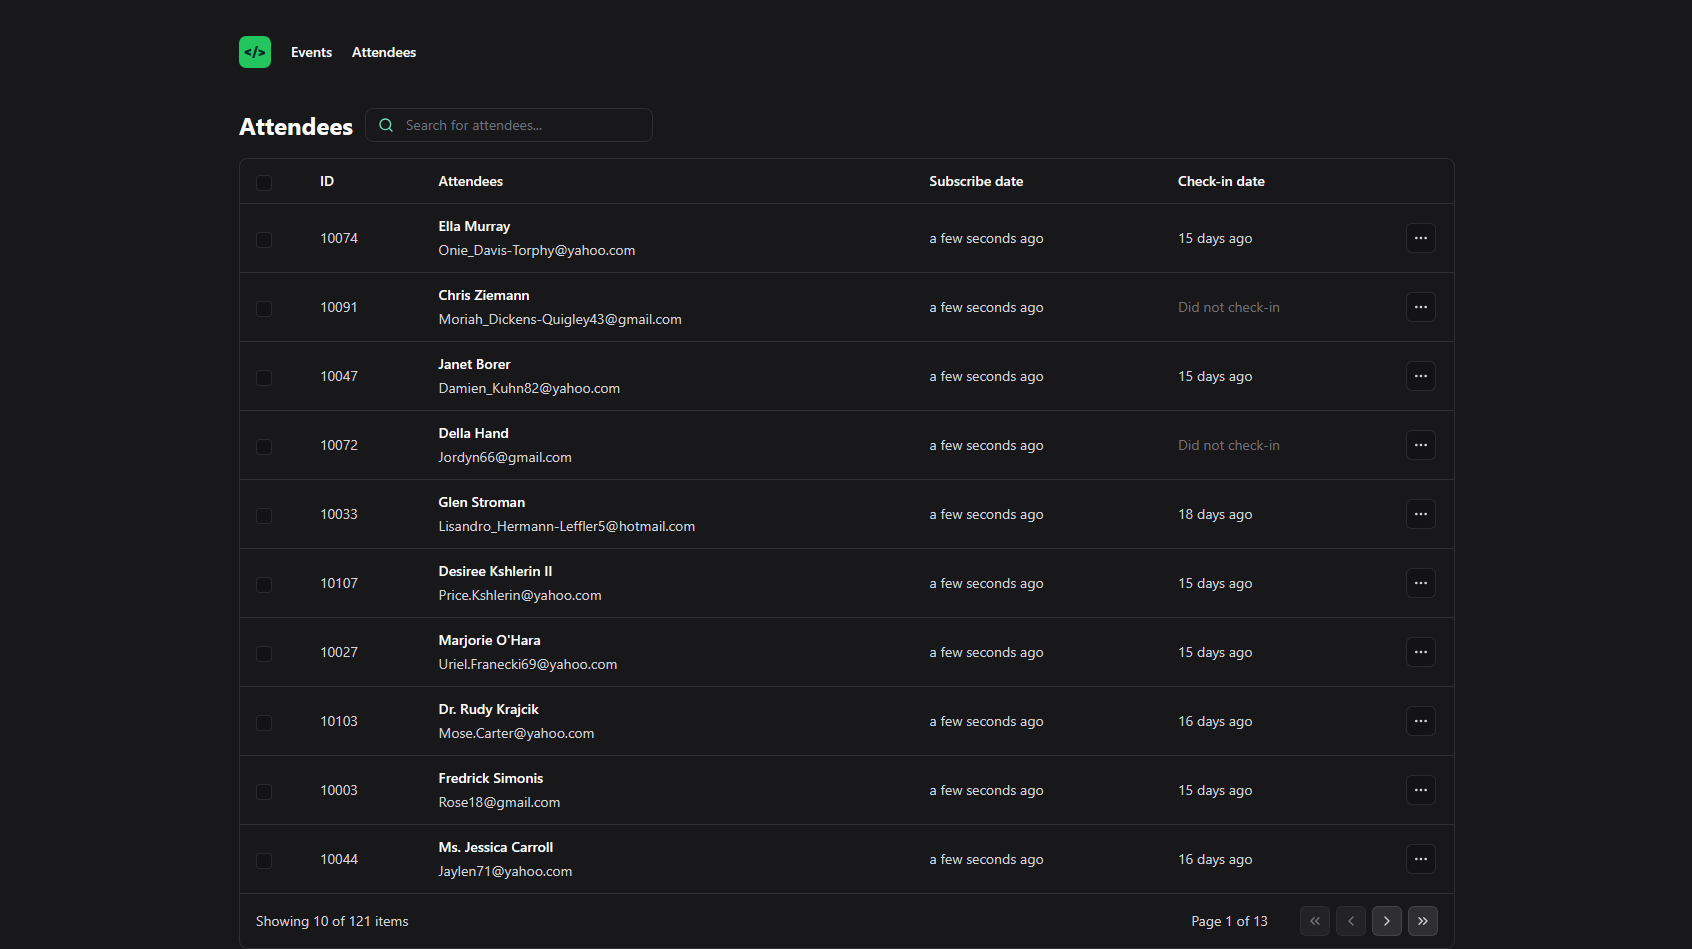 </> Events Attendees
Attendees Search for attendees...
ID Attendees Subscribe date Check-in date
Ella Murray
10074 a few seconds ago 15 days ago
Onie_Davis-Torphy@yahoo.com
Chris Ziemann
10091 a few seconds ago Did not check-in
Moriah_Dickens-Quigley43@gmail.com
Janet Borer
10047 a few seconds ago 15 days ago
Damien_Kuhn82@yahoo.com
Della Hand
10072 a few seconds ago Did not check-in
Jordyn66@gmail.com
Glen Stroman
10033 a few seconds ago 18 days ago
Lisandro_Hermann-Leffler5@hotmail.com
Desiree Kshlerin II
10107 a few seconds ago 15 days ago
Price.Kshlerin@yahoo.com
Marjorie O'Hara
10027 a few seconds ago 15 days ago
Uriel.Franecki69@yahoo.com
Dr. Rudy Krajcik
10103 a few seconds ago 16 days ago
Mose.Carter@yahoo.com
Fredrick Simonis
10003 a few seconds ago 15 days ago
Rose18@gmail.com
Ms. Jessica Carroll
10044 a few seconds ago 16 days ago
Jaylen71@yahoo.com
Showing 10 of 121 items Page 1 of 13